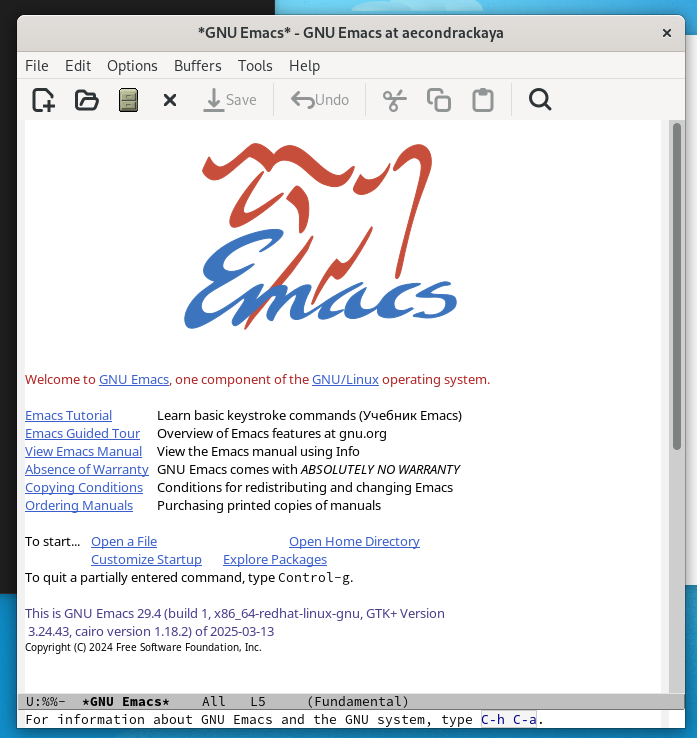 *GNU Emacs* - GNU Emacs at aecondrackaya
File Edit Options Buffers Tools Help
Save Undo
Emacs
Welcome to GNU Emacs, one component of the GNU/Linux operating system.
Emacs Tutorial Learn basic keystroke commands (Учебник Emacs)
Emacs Guided Tour Overview of Emacs features at gnu.org
View Emacs Manual View the Emacs manual using Info
Absence of Warranty GNU Emacs comes with ABSOLUTELY NO WARRANTY
Copying Conditions Conditions for redistributing and changing Emacs
Ordering Manuals Purchasing printed copies of manuals
To start... Open a File Open Home Directory
Customize Startup Explore Packages
To quit a partially entered command, type Control-g.
This is GNU Emacs 29.4 (build 1, x86_64-redhat-linux-gnu, GTK+ Version
3.24.43, cairo version 1.18.2) of 2025-03-13
Copyright (C) 2024 Free Software Foundation, Inc.
U:%%- *GNU Emacs* All L5 (Fundamental)
For information about GNU Emacs and the GNU system, type C-h C-a.